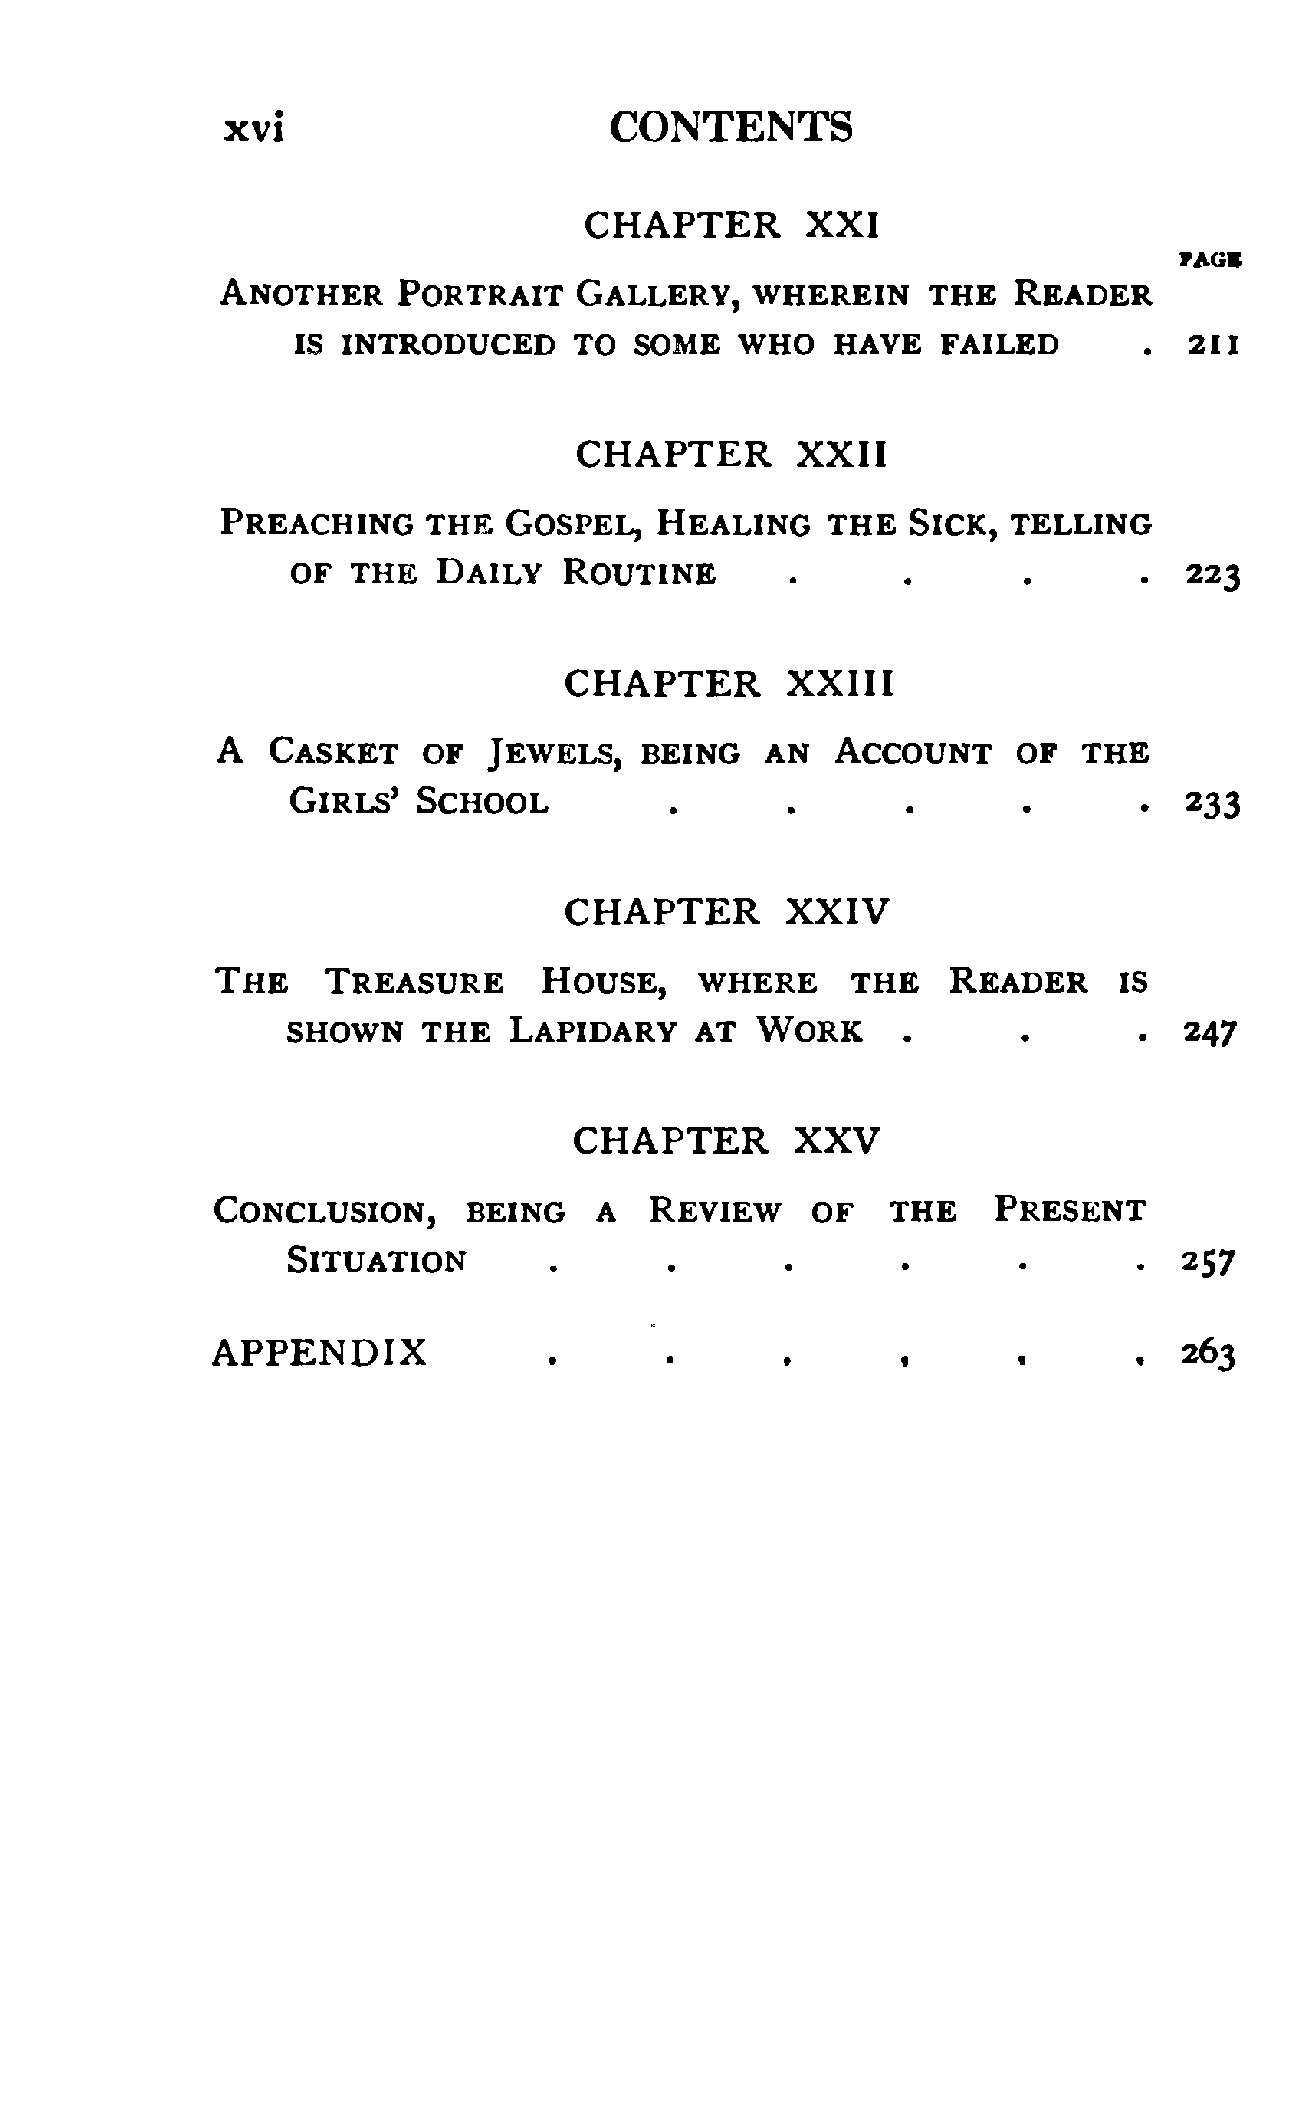 xvi CONTENTS
CHAPTER XXI
PAGE
ANOTHER PORTRAIT GALLERY, WHEREIN THE READER
IS INTRODUCED TO SOME WHO HAVE FAILED . 211
CHAPTER XXII
PREACHING THE GOSPEL, HEALING THE SICK, TELLING
OF THE DAILY ROUTINE . . . . 223
CHAPTER XXIII
A CASKET OF JEWELS, BEING AN ACCOUNT OF THE
GIRLS' SCHOOL . . . . . 233
CHAPTER XXIV
THE TREASURE HOUSE, WHERE THE READER IS
SHOWN THE LAPIDARY AT WORK . . . 247
CHAPTER XXV
CONCLUSION, BEING A REVIEW OF THE PRESENT
SITUATION . . . . . . 257
APPENDIX . . . . . . 263